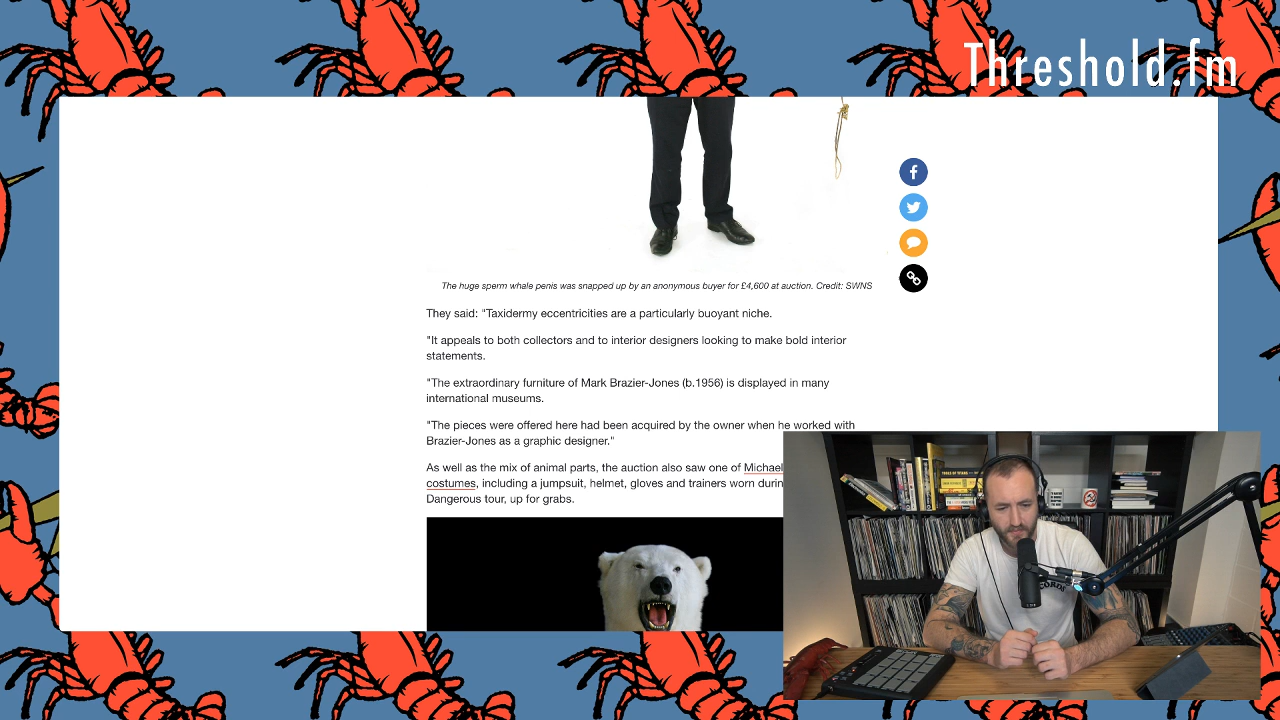 Threshold.fm
The huge sperm whale penis was snapped up by an anonymous buyer for £4,600 at auction. Credit: SWNS
They said: "Taxidermy eccentricities are a particularly buoyant niche.
"It appeals to both collectors and to interior designers looking to make bold interior
statements.
"The extraordinary furniture of Mark Brazier-Jones (b.1956) is displayed in many
international museums.
"The pieces were offered here had been acquired by the owner when he worked with
Brazier-Jones as a graphic designer."
As well as the mix of animal parts, the auction also saw one of Michael
costumes, including a jumpsuit, helmet, gloves and trainers worn durin
Dangerous tour, up for grabs.